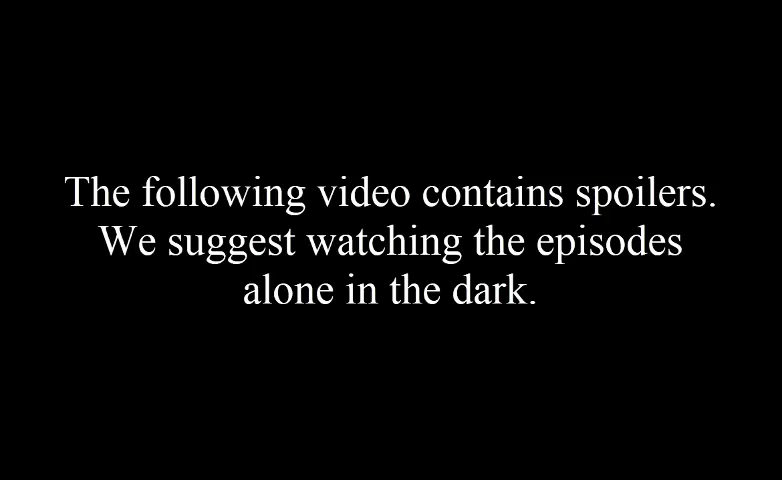 The following video contains spoilers.
We suggest watching the episodes
alone in the dark.